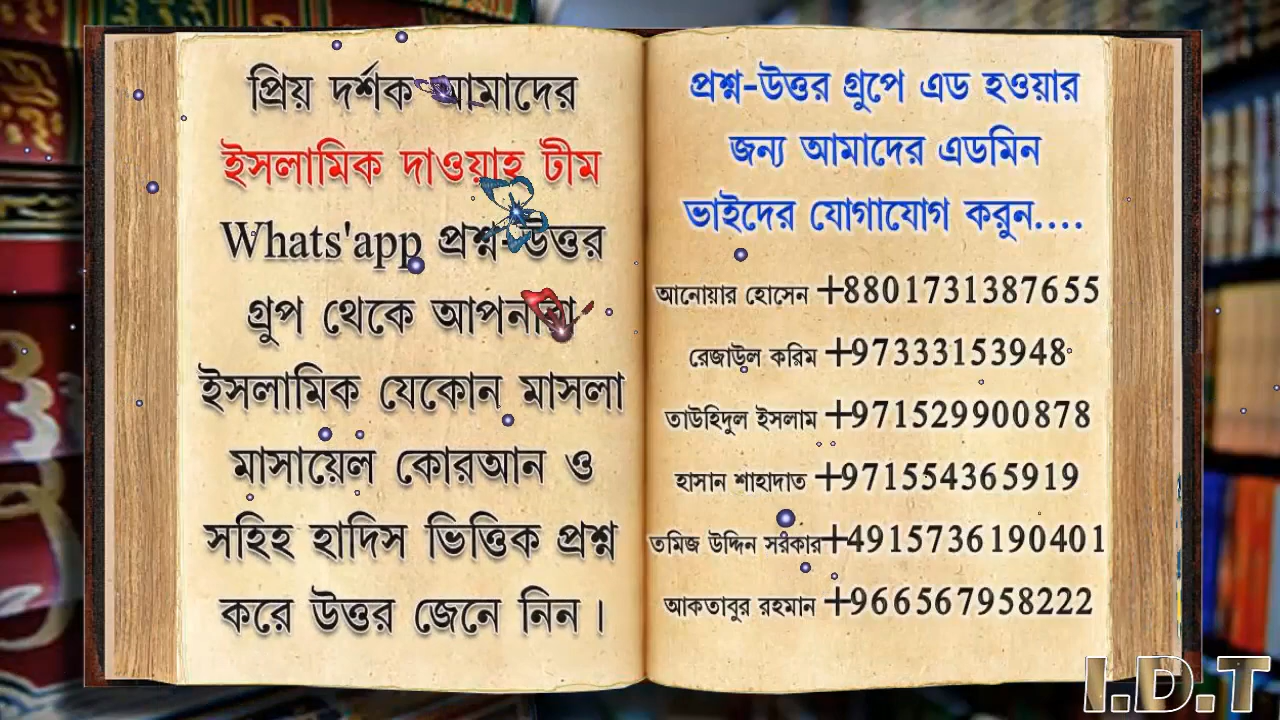 প্রিয় দর্শক আমাদের
ইসলামিক দাওয়াহ টীম
Whats'app প্রশ্ন-উত্তর
গ্রুপ থেকে আপনারা
ইসলামিক যেকোন মাসলা
মাসায়েল কোরআন ও
সহিহ হাদিস ভিত্তিক প্রশ্ন
করে উত্তর জেনে নিন।
প্রশ্ন-উত্তর গ্রুপে এড হওয়ার
জন্য আমাদের এডমিন
ভাইদের যোগাযোগ করুন....
আনোয়ার হোসেন +8801731387655
রেজাউল করিম +97333153948
তাউহিদুল ইসলাম +971529900878
হাসান শাহাদাত +971554365919
তমিজ উদ্দিন সরকার+4915736190401
আকতাবুর রহমান +966567958222
I.D.T